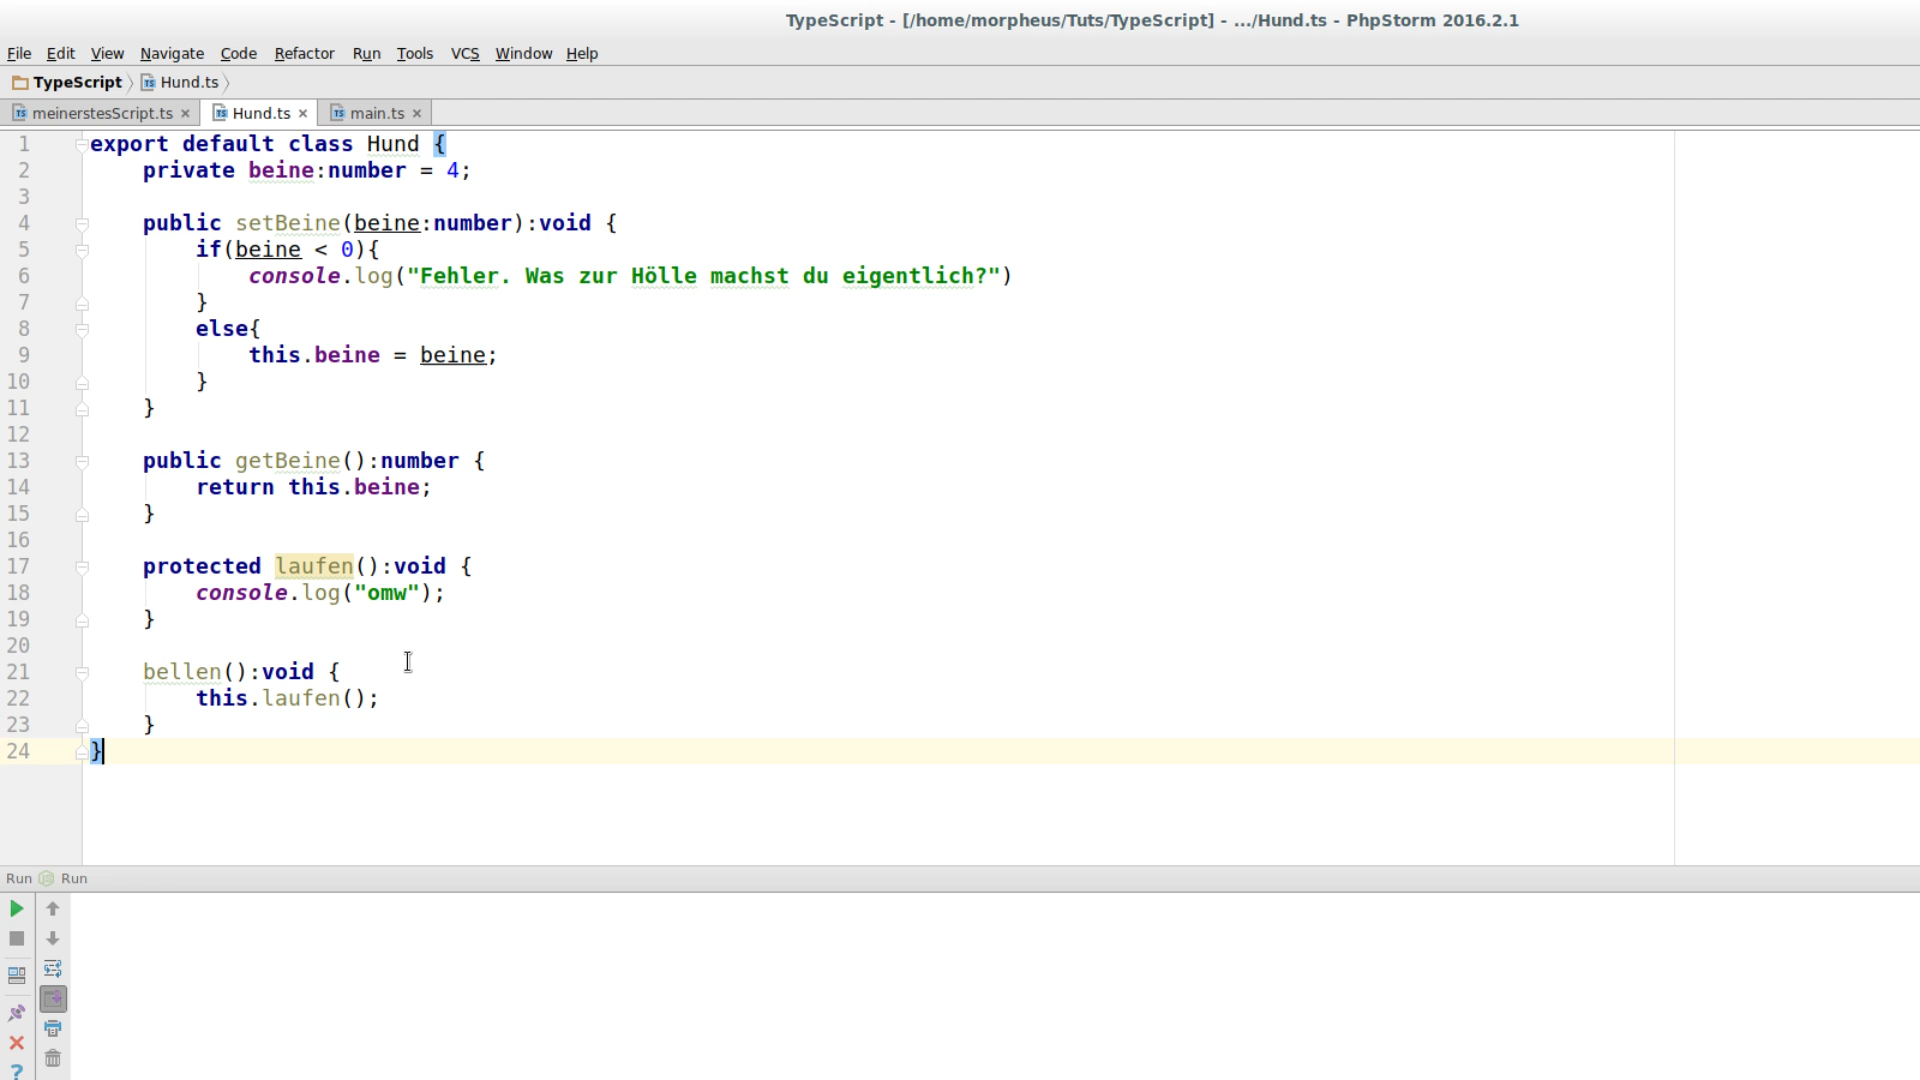 TypeScript - [/home/morpheus/Tuts/TypeScript] - .../Hund.ts - PhpStorm 2016.2.1
File Edit View Navigate Code Refactor Run Tools VCS Window Help
TypeScript Hund.ts
meinerstesScript.ts Hund.ts main.ts
1 export default class Hund {
2 private beine:number = 4;
3
4 public setBeine(beine:number):void {
5 if(beine < 0){
6 console.log("Fehler. Was zur Hölle machst du eigentlich?")
7 }
8 else{
9 this.beine = beine;
10 }
11 }
12
13 public getBeine():number {
14 return this.beine;
15 }
16
17 protected laufen():void {
18 console.log("omw");
19 }
20
21 bellen():void {
22 this.laufen();
23 }
24 }
Run Run